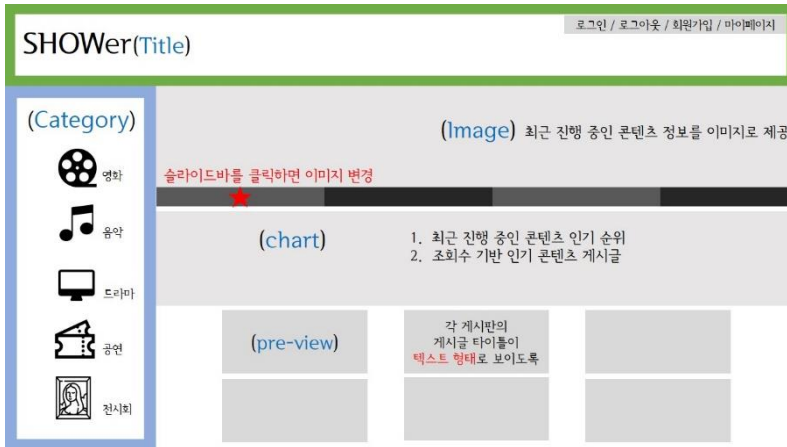 SHOWer(Title)
로그인 / 로그아웃 / 회원가입 / 마이페이지
(Category)
영화
음악
드라마
공연
전시회
(Image) 최근 진행 중인 콘텐츠 정보를 이미지로 제공
슬라이드바를 클릭하면 이미지 변경
(chart)
1. 최근 진행 중인 콘텐츠 인기 순위
2. 조회수 기반 인기 콘텐츠 게시글
(pre-view)
각 게시판의
게시글 타이틀이
텍스트 형태로 보이도록